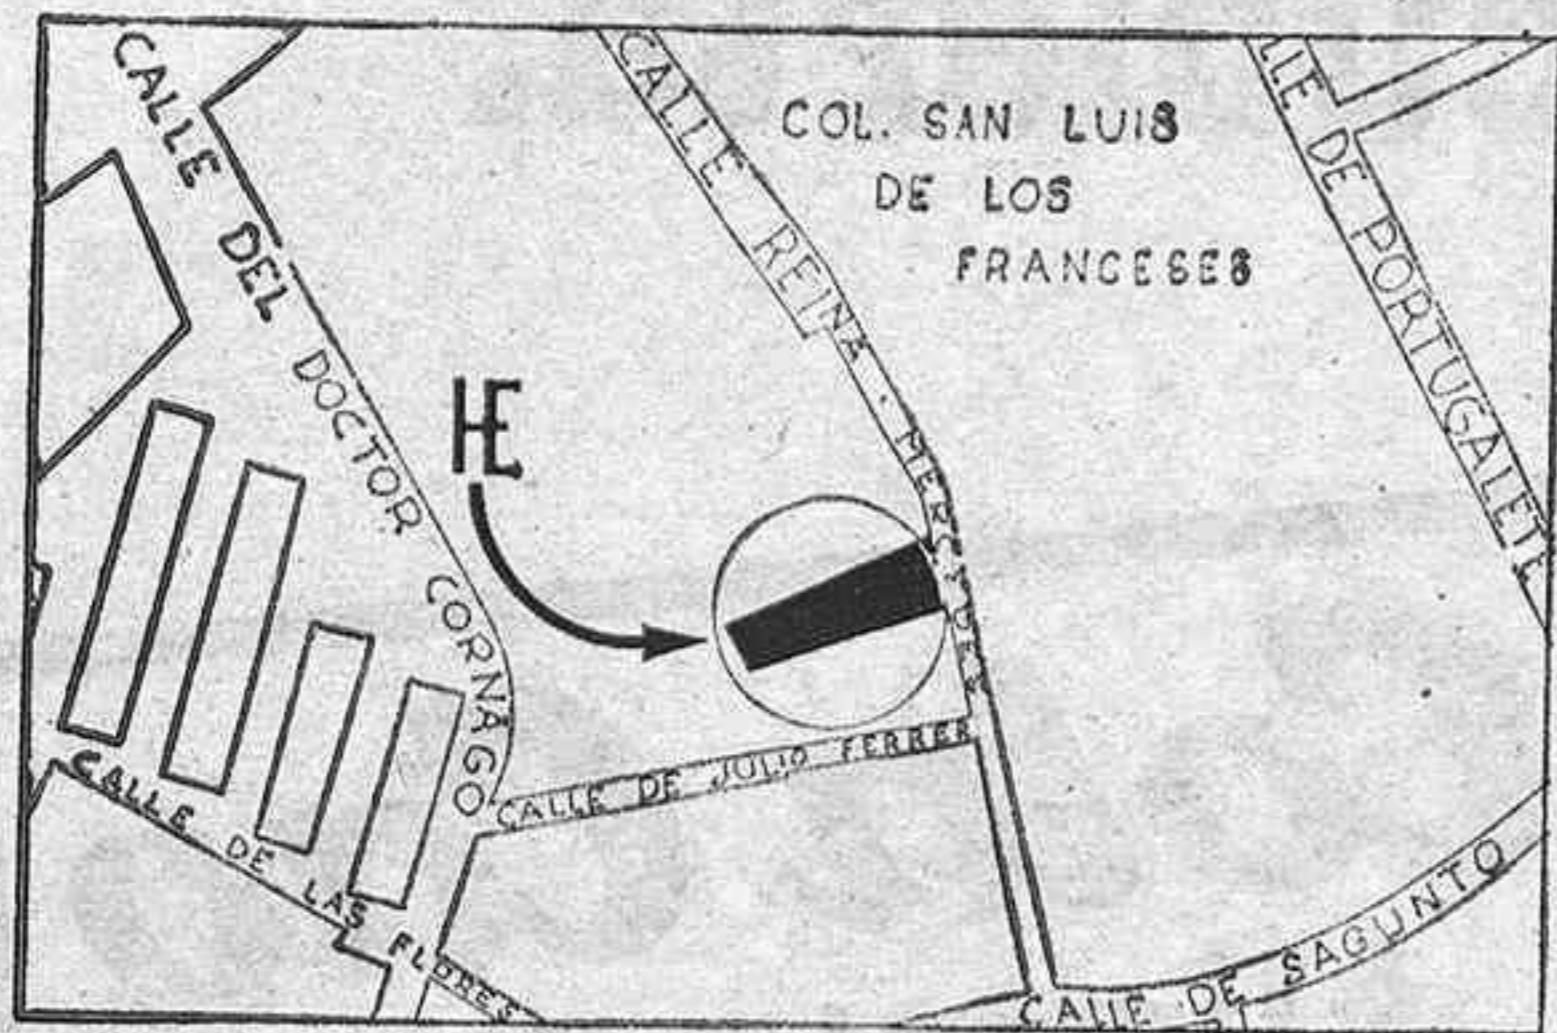 CALLE DEL DOCTOR CORNAGO
CALLE REINA MERCEDES
COL. SAN LUIS
DE LOS
FRANCESES
LLE DE PORTUGALETE
HE
CALLE DE JULIO FERRER
CALLE DE LAS FLORES
CALLE DE SAGUNTO